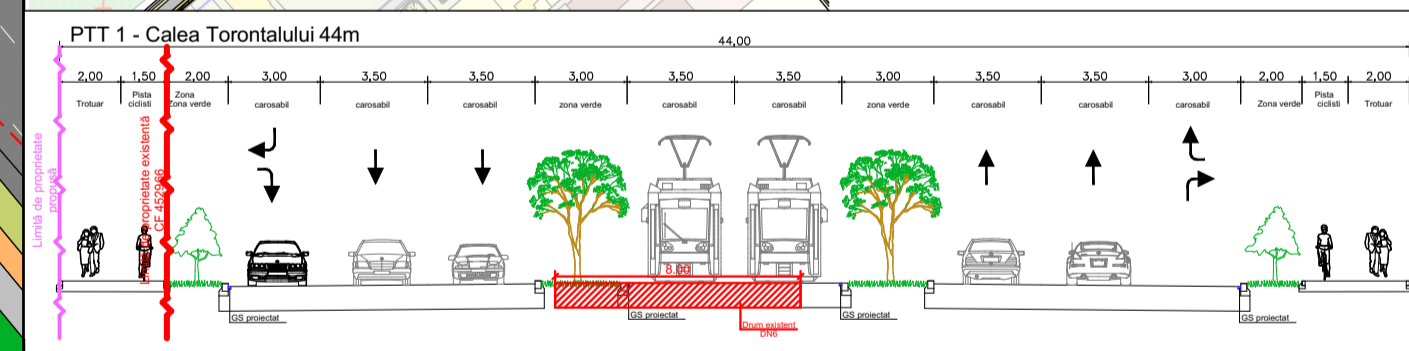 PTT 1 - Calea Torontalului 44m
44,00
2,00 1,50 2,00 3,00 3,50 3,50 3,00 3,50 3,50 3,00 3,50 3,50 3,00 2,00 1,50 2,00
Trotuar
Pista
ciclisti
Zona
Zona verde
carosabil
carosabil
carosabil
zona verde
carosabil
carosabil
zona verde
carosabil
carosabil
carosabil
Zona verde
Pista
ciclisti
Trotuar
Limită de proprietate
propusă
proprietate existentă
CF 452966
8.00
GS proiectat
GS proiectat
Drum existent
DN6
GS proiectat
GS proiectat